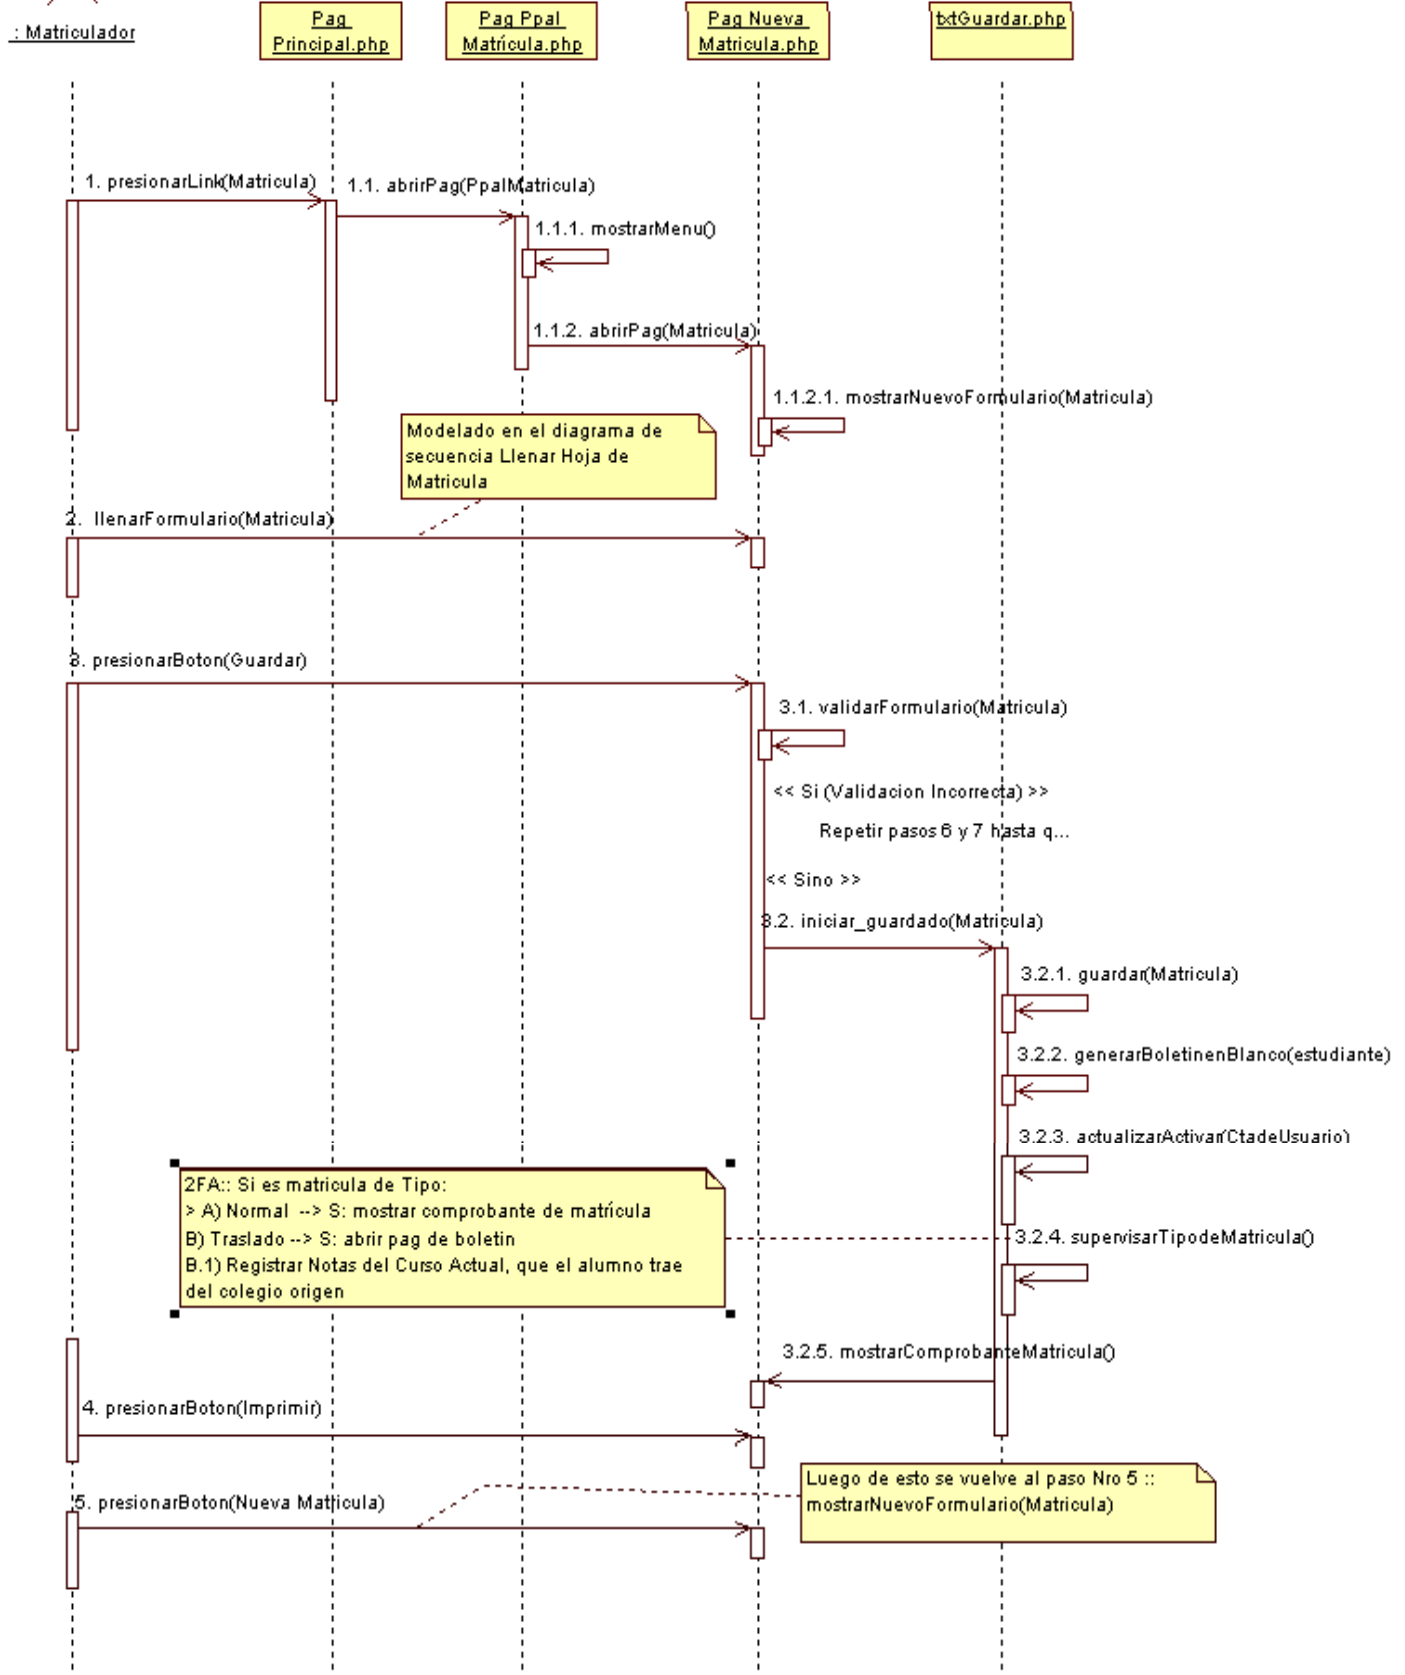 : Matriculador
Pag
Principal.php
Pag Ppal
Matrícula.php
Pag Nueva
Matricula.php
txtGuardar.php
1. presionarLink(Matricula)
1.1. abrirPag(PpalMatricula)
1.1.1. mostrarMenu()
1.1.2. abrirPag(Matricula)
1.1.2.1. mostrarNuevoFormulario(Matricula)
Modelado en el diagrama de
secuencia Llenar Hoja de
Matricula
2. llenarFormulario(Matricula)
3. presionarBoton(Guardar)
3.1. validarFormulario(Matricula)
<< Si (Validacion Incorrecta) >>
Repetir pasos 6 y 7 hasta q...
<< Sino >>
3.2. iniciar_guardado(Matricula)
3.2.1. guardar(Matricula)
3.2.2. generarBoletinenBlanco(estudiante)
3.2.3. actualizarActivar(CtadeUsuario)
2FA:: Si es matricula de Tipo:
> A) Normal --> S: mostrar comprobante de matrícula
B) Traslado --> S: abrir pag de boletin
B.1) Registrar Notas del Curso Actual, que el alumno trae
del colegio origen
3.2.4. supervisarTipodeMatricula()
3.2.5. mostrarComprobanteMatricula()
4. presionarBoton(Imprimir)
Luego de esto se vuelve al paso Nro 5 ::
mostrarNuevoFormulario(Matricula)
5. presionarBoton(Nueva Matricula)